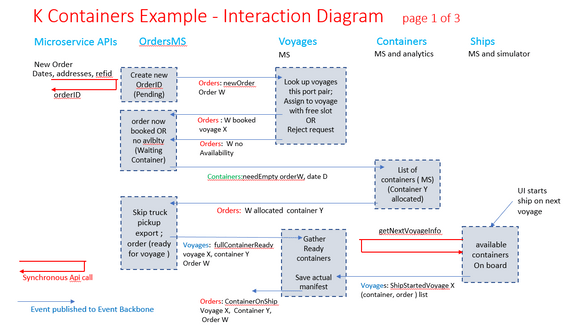 K Containers Example - Interaction Diagram page 1 of 3
Microservice APIs
OrdersMS
Voyages
MS
Containers
MS and analytics
Ships
MS and simulator
New Order
Dates, addresses, refid
orderID
Create new
OrderID
(Pending)
Orders: newOrder
Order W
Look up voyages
this port pair;
Assign to voyage
with free slot
OR
Reject request
order now
booked OR
no avlblty
(Waiting
Container)
Orders : W booked
voyage X
Orders: W no
Availability
Containers:needEmpty orderW, date D
List of
containers ( MS)
(Container Y
allocated)
Orders: W allocated container Y
UI starts
ship on next
voyage
Skip truck
pickup
export ;
order (ready
for voyage )
Voyages: fullContainerReady
voyage X, container Y
Order W
Gather
Ready
containers
Save actual
manifest
getNextVoyageInfo
available
containers
On board
Voyages: ShipStartedVoyage X
(container, order ) list
Orders: ContainerOnShip
Voyage X, Container Y,
Order W
Synchronous Api call
Event published to Event Backbone